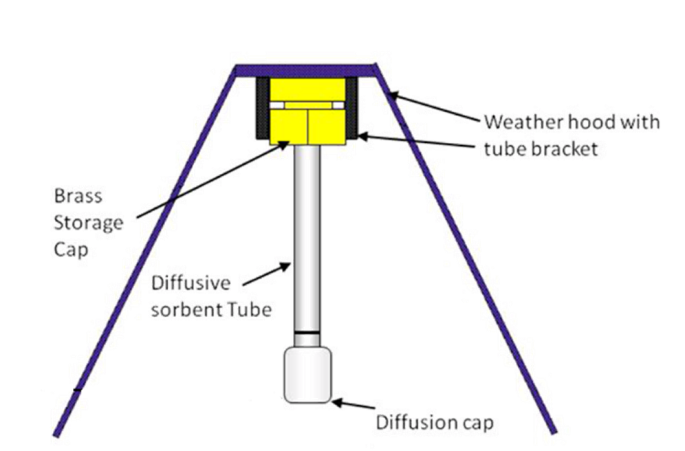 Weather hood with
tube bracket
Brass
Storage
Cap
Diffusive
sorbent Tube
Diffusion cap